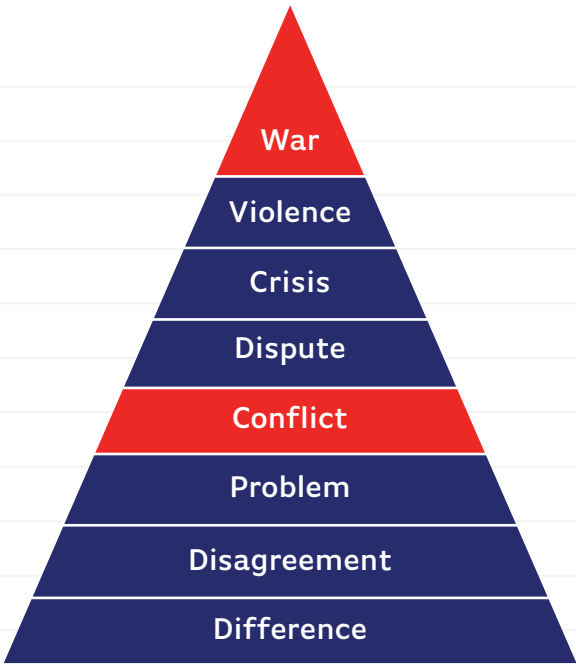 War
Violence
Crisis
Dispute
Conflict
Problem
Disagreement
Difference